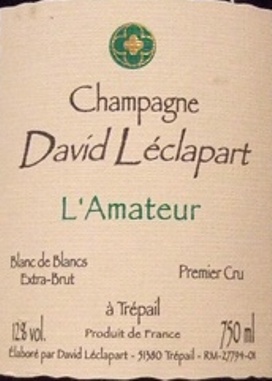 Champagne
David Léclapart
L'Amateur
Blanc de Blancs
Extra-Brut
Premier Cru
à Trépail
12% vol.
Produit de France
750 ml
Élaboré par David Léclapart - 51380 Trépail - RM-27794-01